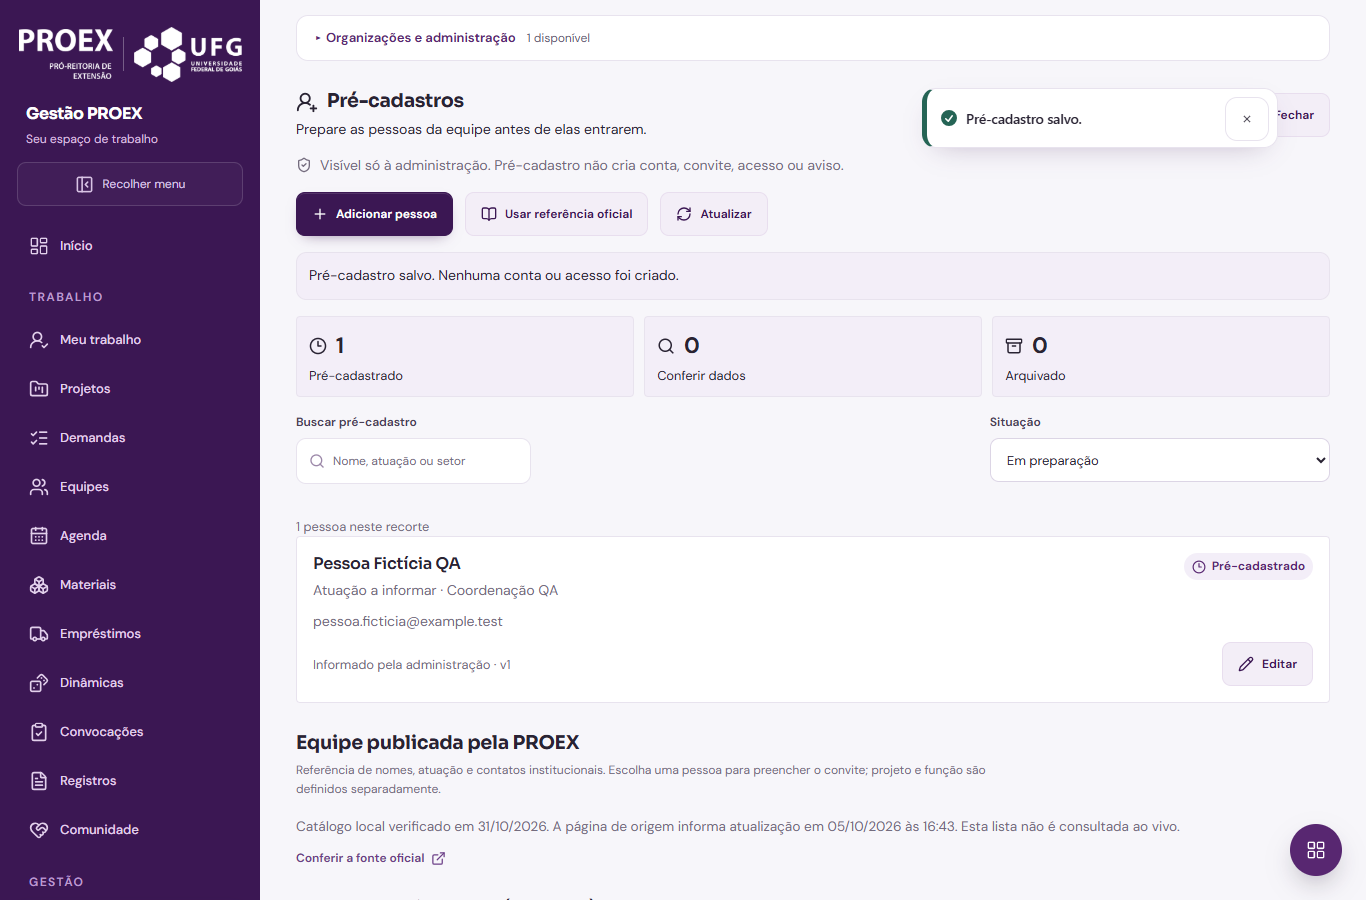 PROEX
PRÓ-REITORIA DE
EXTENSÃO
UFG
UNIVERSIDADE
FEDERAL DE GOIÁS
Gestão PROEX
Seu espaço de trabalho
Recolher menu
Início
TRABALHO
Meu trabalho
Projetos
Demandas
Equipes
Agenda
Materiais
Empréstimos
Dinâmicas
Convocações
Registros
Comunidade
GESTÃO
Organizações e administração 1 disponível
Pré-cadastros
Prepare as pessoas da equipe antes de elas entrarem.
Pré-cadastro salvo.
×
Fechar
Visível só à administração. Pré-cadastro não cria conta, convite, acesso ou aviso.
Adicionar pessoa
Usar referência oficial
Atualizar
Pré-cadastro salvo. Nenhuma conta ou acesso foi criado.
1
Pré-cadastrado
0
Conferir dados
0
Arquivado
Buscar pré-cadastro
Nome, atuação ou setor
Situação
Em preparação
1 pessoa neste recorte
Pessoa Fictícia QA
Pré-cadastrado
Atuação a informar · Coordenação QA
pessoa.ficticia@example.test
Informado pela administração · v1
Editar
Equipe publicada pela PROEX
Referência de nomes, atuação e contatos institucionais. Escolha uma pessoa para preencher o convite; projeto e função são
definidos separadamente.
Catálogo local verificado em 31/10/2026. A página de origem informa atualização em 05/10/2026 às 16:43. Esta lista não é consultada ao vivo.
Conferir a fonte oficial